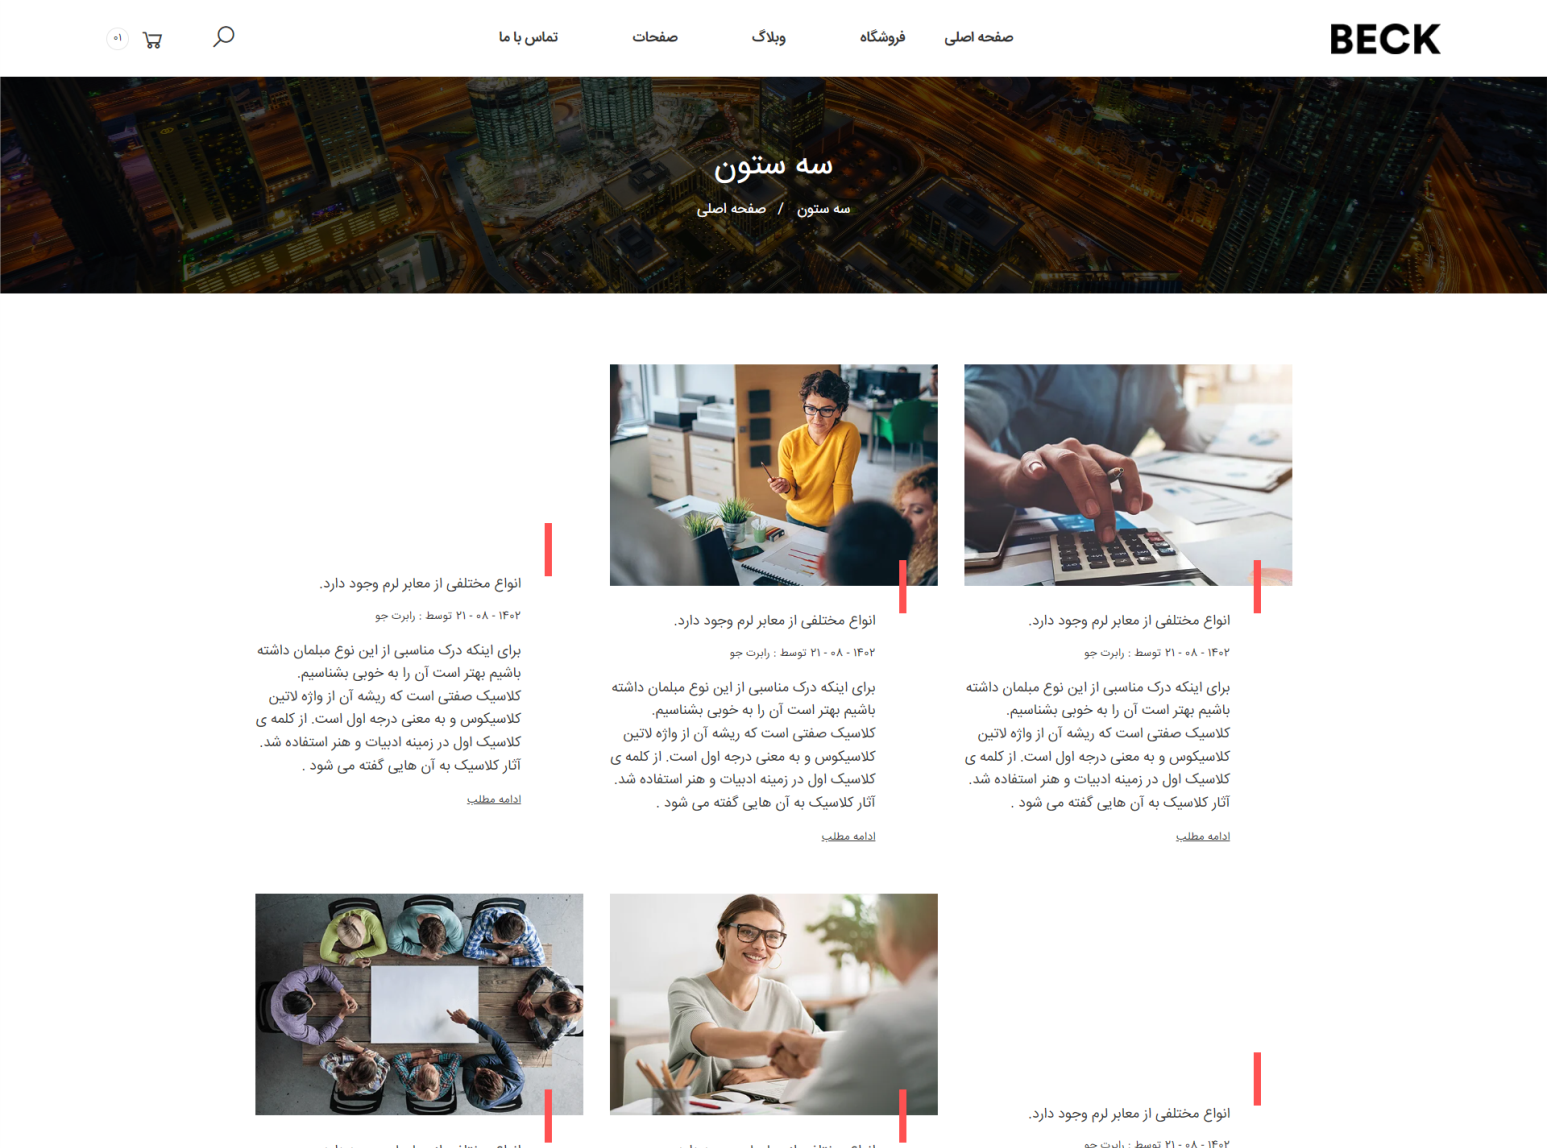 BECK
صفحه اصلی
فروشگاه
وبلاگ
صفحات
تماس با ما
۰۱
سه ستون
سه ستون / صفحه اصلی
انواع مختلفی از معابر لرم وجود دارد.
۱۴۰۲ - ۰۸ - ۲۱ توسط : رابرت جو
برای اینکه درک مناسبی از این نوع مبلمان داشته
باشیم بهتر است آن را به خوبی بشناسیم.
کلاسیک صفتی است که ریشه آن از واژه لاتین
کلاسیکوس و به معنی درجه اول است. از کلمه ی
کلاسیک اول در زمینه ادبیات و هنر استفاده شد.
آثار کلاسیک به آن هایی گفته می شود .
ادامه مطلب
انواع مختلفی از معابر لرم وجود دارد.
۱۴۰۲ - ۰۸ - ۲۱ توسط : رابرت جو
برای اینکه درک مناسبی از این نوع مبلمان داشته
باشیم بهتر است آن را به خوبی بشناسیم.
کلاسیک صفتی است که ریشه آن از واژه لاتین
کلاسیکوس و به معنی درجه اول است. از کلمه ی
کلاسیک اول در زمینه ادبیات و هنر استفاده شد.
آثار کلاسیک به آن هایی گفته می شود .
ادامه مطلب
انواع مختلفی از معابر لرم وجود دارد.
۱۴۰۲ - ۰۸ - ۲۱ توسط : رابرت جو
برای اینکه درک مناسبی از این نوع مبلمان داشته
باشیم بهتر است آن را به خوبی بشناسیم.
کلاسیک صفتی است که ریشه آن از واژه لاتین
کلاسیکوس و به معنی درجه اول است. از کلمه ی
کلاسیک اول در زمینه ادبیات و هنر استفاده شد.
آثار کلاسیک به آن هایی گفته می شود .
ادامه مطلب
انواع مختلفی از معابر لرم وجود دارد.
۱۴۰۲ - ۰۸ - ۲۱ توسط : رابرت جو